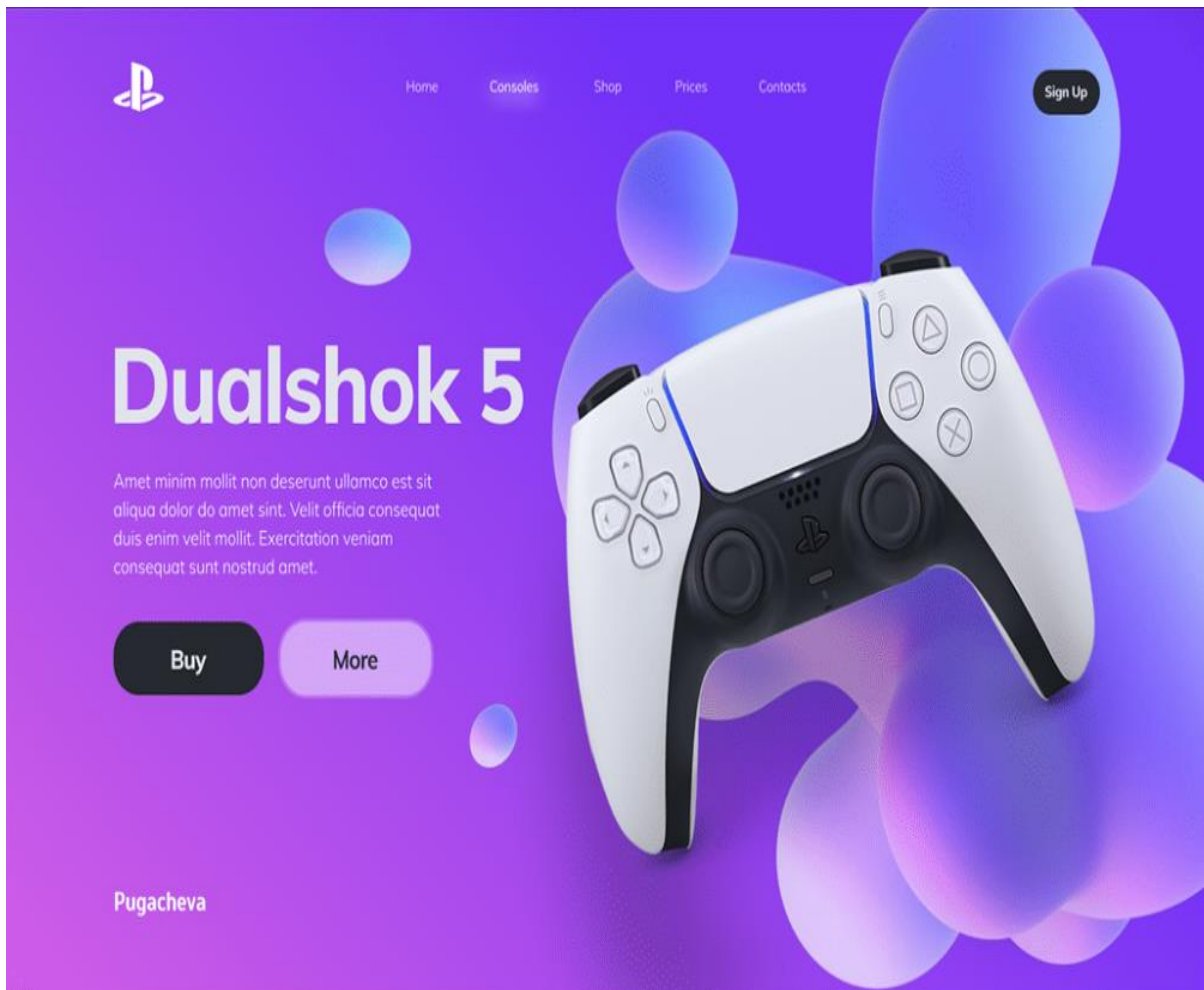 Home Consoles Shop Prices Contacts Sign Up
Dualshok 5
Amet minim mollit non deserunt ullamco est sit
aliqua dolor do amet sint. Velit officia consequat
duis enim velit mollit. Exercitation veniam
consequat sunt nostrud amet.
Buy More
Pugacheva